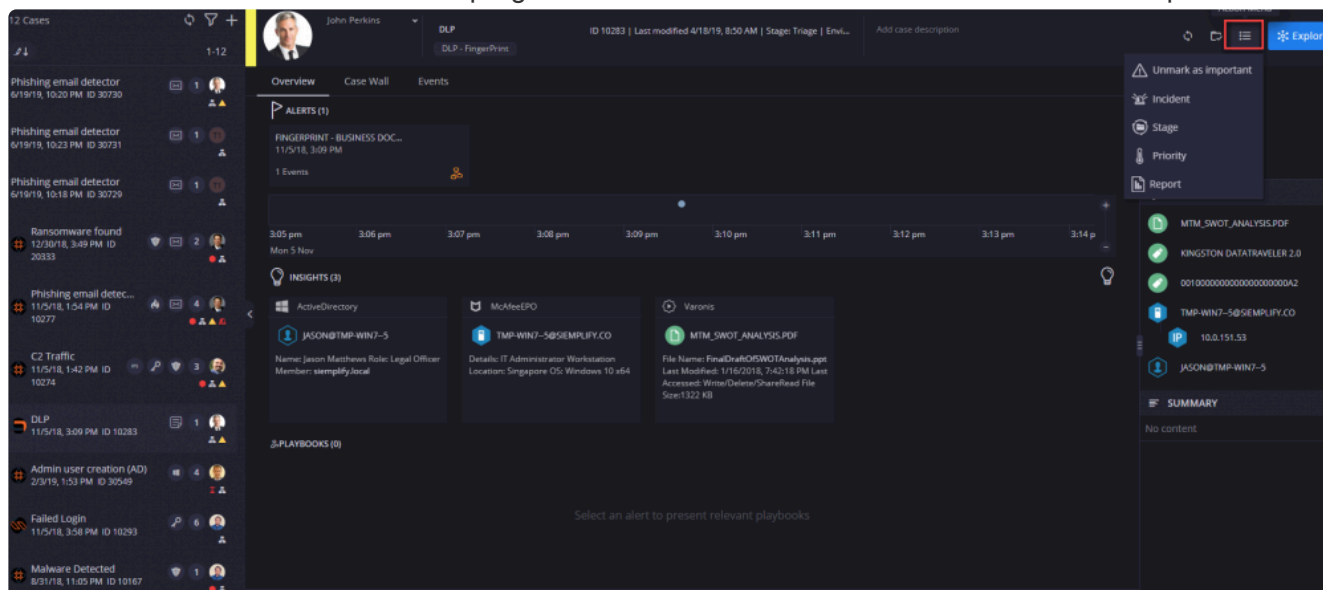 12 Cases
1-12
Phishing email detector
6/19/19, 10:20 PM ID 30730
1
Phishing email detector
6/19/19, 10:23 PM ID 30731
1
Phishing email detector
6/19/19, 10:18 PM ID 30729
1
Ransomware found
12/30/18, 3:49 PM ID
20333
2
Phishing email detec...
11/5/18, 1:54 PM ID
10277
4
C2 Traffic
11/5/18, 1:42 PM ID
10274
3
DLP
11/5/18, 3:09 PM ID 10283
1
Admin user creation (AD)
2/3/19, 1:53 PM ID 30549
4
Failed Login
11/5/18, 3:58 PM ID 10293
6
Malware Detected
8/31/18, 11:05 PM ID 10167
1
John Perkins
DLP
DLP - FingerPrint
ID 10283 | Last modified 4/18/19, 8:50 AM | Stage: Triage | Envi...
Add case description
Explor
Overview Case Wall Events
ALERTS (1)
FINGERPRINT - BUSINESS DOC...
11/5/18, 3:09 PM
1 Events
3:05 pm 3:06 pm 3:07 pm 3:08 pm 3:09 pm 3:10 pm 3:11 pm 3:12 pm 3:13 pm 3:14 p
Mon 5 Nov
INSIGHTS (3)
ActiveDirectory
JASON@TMP-WIN7--5
Name: Jason Matthews Role: Legal Officer
Member: siemplify.local
McAfeeEPO
TMP-WIN7--5@SIEMPLIFY.CO
Details: IT Administrator Workstation
Location: Singapore OS: Windows 10 x64
Varonis
MTM_SWOT_ANALYSIS.PDF
File Name: FinalDraftOfSWOTAnalysis.ppt
Last Modified: 1/16/2018, 7:42:18 PM Last
Accessed: Write/Delete/ShareRead File
Size:1322 KB
PLAYBOOKS (0)
Select an alert to present relevant playbooks
Unmark as important
Incident
Stage
Priority
Report
MTM_SWOT_ANALYSIS.PDF
KINGSTON DATATRAVELER 2.0
TMP-WIN7--5@SIEMPLIFY.CO
IP 10.0.151.53
JASON@TMP-WIN7--5
SUMMARY
No content